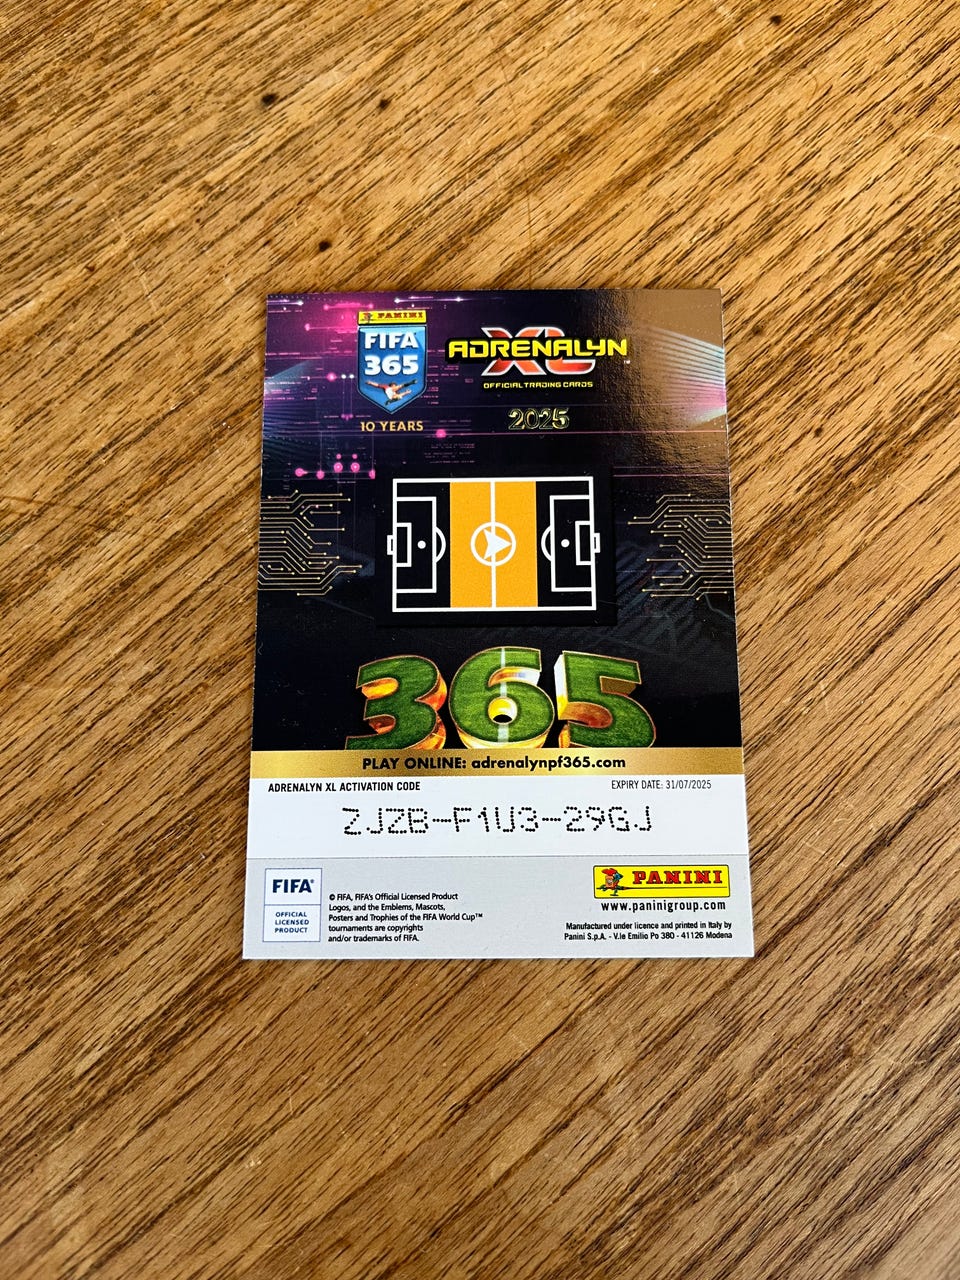 PANINI
FIFA
365
10 YEARS
ADRENALYN
XL™
OFFICIAL TRADING CARDS
2025
365
PLAY ONLINE: adrenalynpf365.com
ADRENALYN XL ACTIVATION CODE
EXPIRY DATE: 31/07/2025
ZJZB-F1U3-29GJ
FIFA®
OFFICIAL
LICENSED
PRODUCT
© FIFA, FIFA's Official Licensed Product
Logos, and the Emblems, Mascots,
Posters and Trophies of the FIFA World Cup™
tournaments are copyrights
and/or trademarks of FIFA.
PANINI
www.paninigroup.com
Manufactured under licence and printed in Italy by
Panini S.p.A. - V.le Emilio Po 380 - 41126 Modena